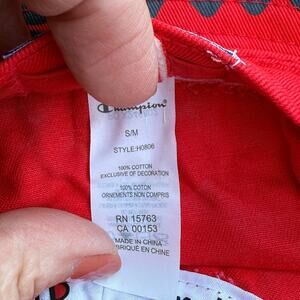 Champion
S/M
STYLE:H0806
100% COTTON
EXCLUSIVE OF DECORATION
100% COTON
ORNEMENTS NON COMPRIS
RN 15763
CA 00153
MADE IN CHINA
BRIQUÉ EN CHINE